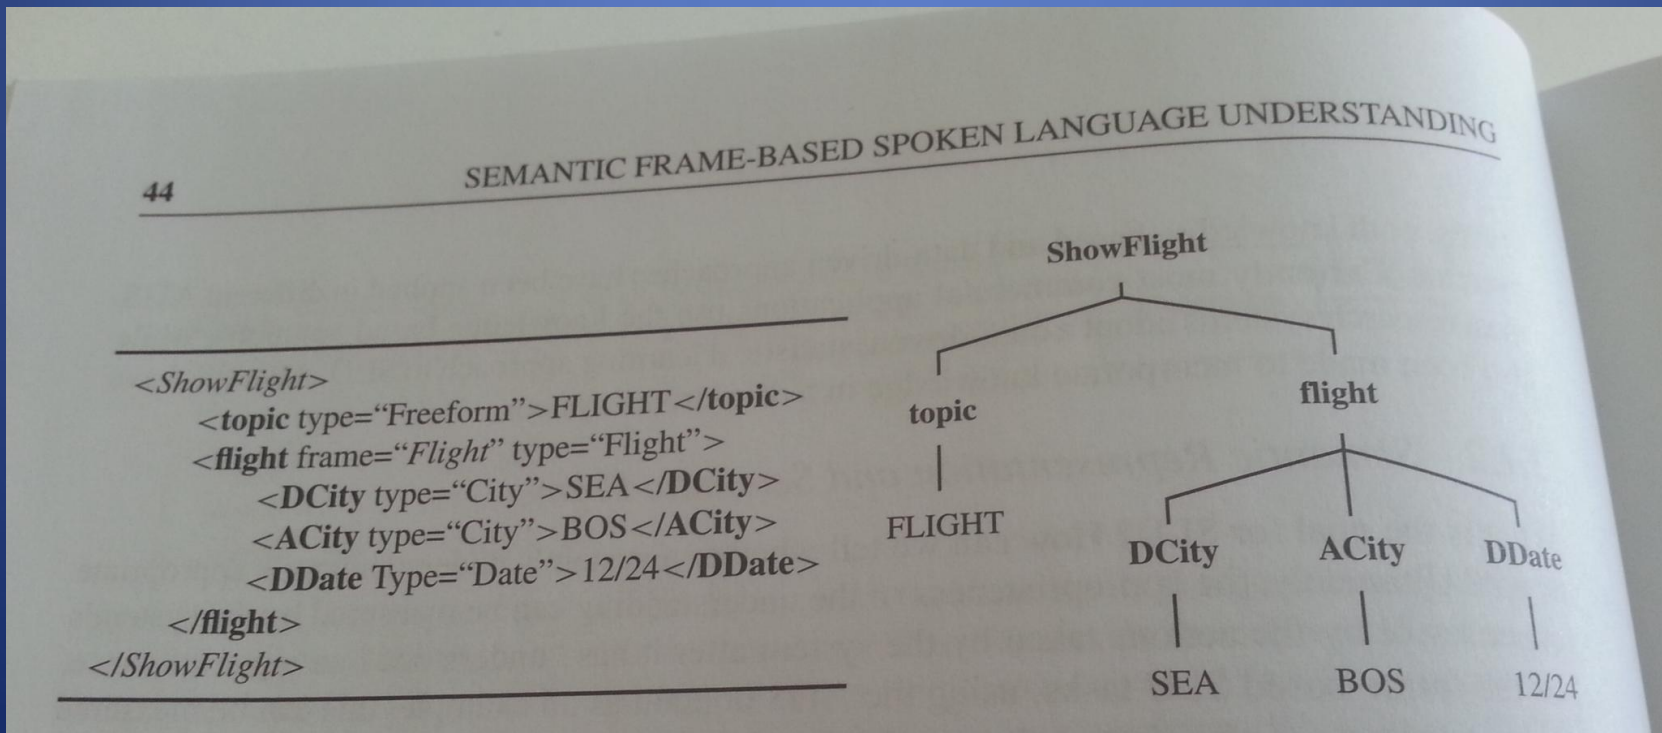 44
SEMANTIC FRAME-BASED SPOKEN LANGUAGE UNDERSTANDING
<ShowFlight>
<topic type=“Freeform”>FLIGHT</topic>
<flight frame=“Flight” type=“Flight”>
<DCity type=“City”>SEA</DCity>
<ACity type=“City”>BOS</ACity>
<DDate Type=“Date”>12/24</DDate>
</flight>
</ShowFlight>
ShowFlight
topic flight
FLIGHT
DCity ACity DDate
SEA BOS 12/24